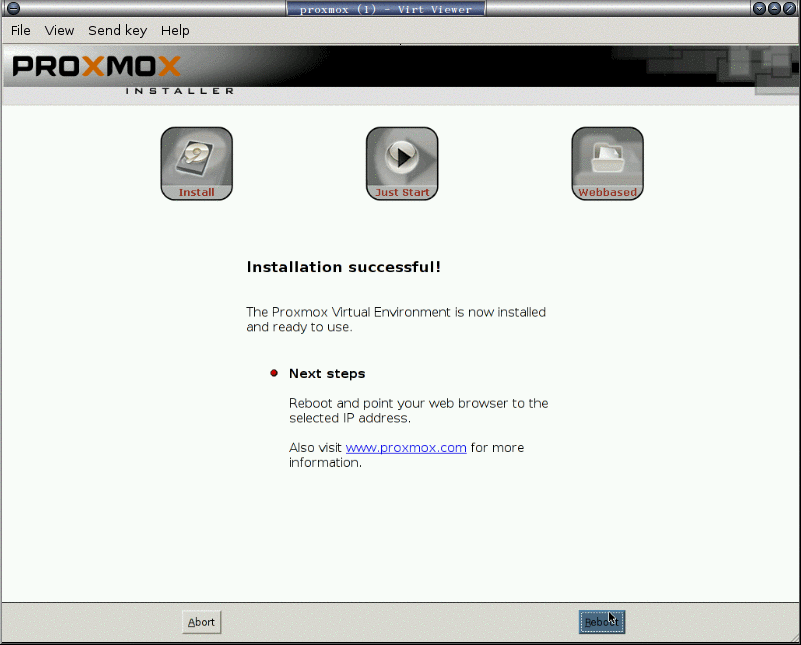 proxmox (1) - Virt Viewer
File View Send key Help
PROXMOX
INSTALLER
Install
Just Start
Webbased
Installation successful!
The Proxmox Virtual Environment is now installed
and ready to use.
Next steps
Reboot and point your web browser to the
selected IP address.
Also visit www.proxmox.com for more
information.
Abort
Reboot